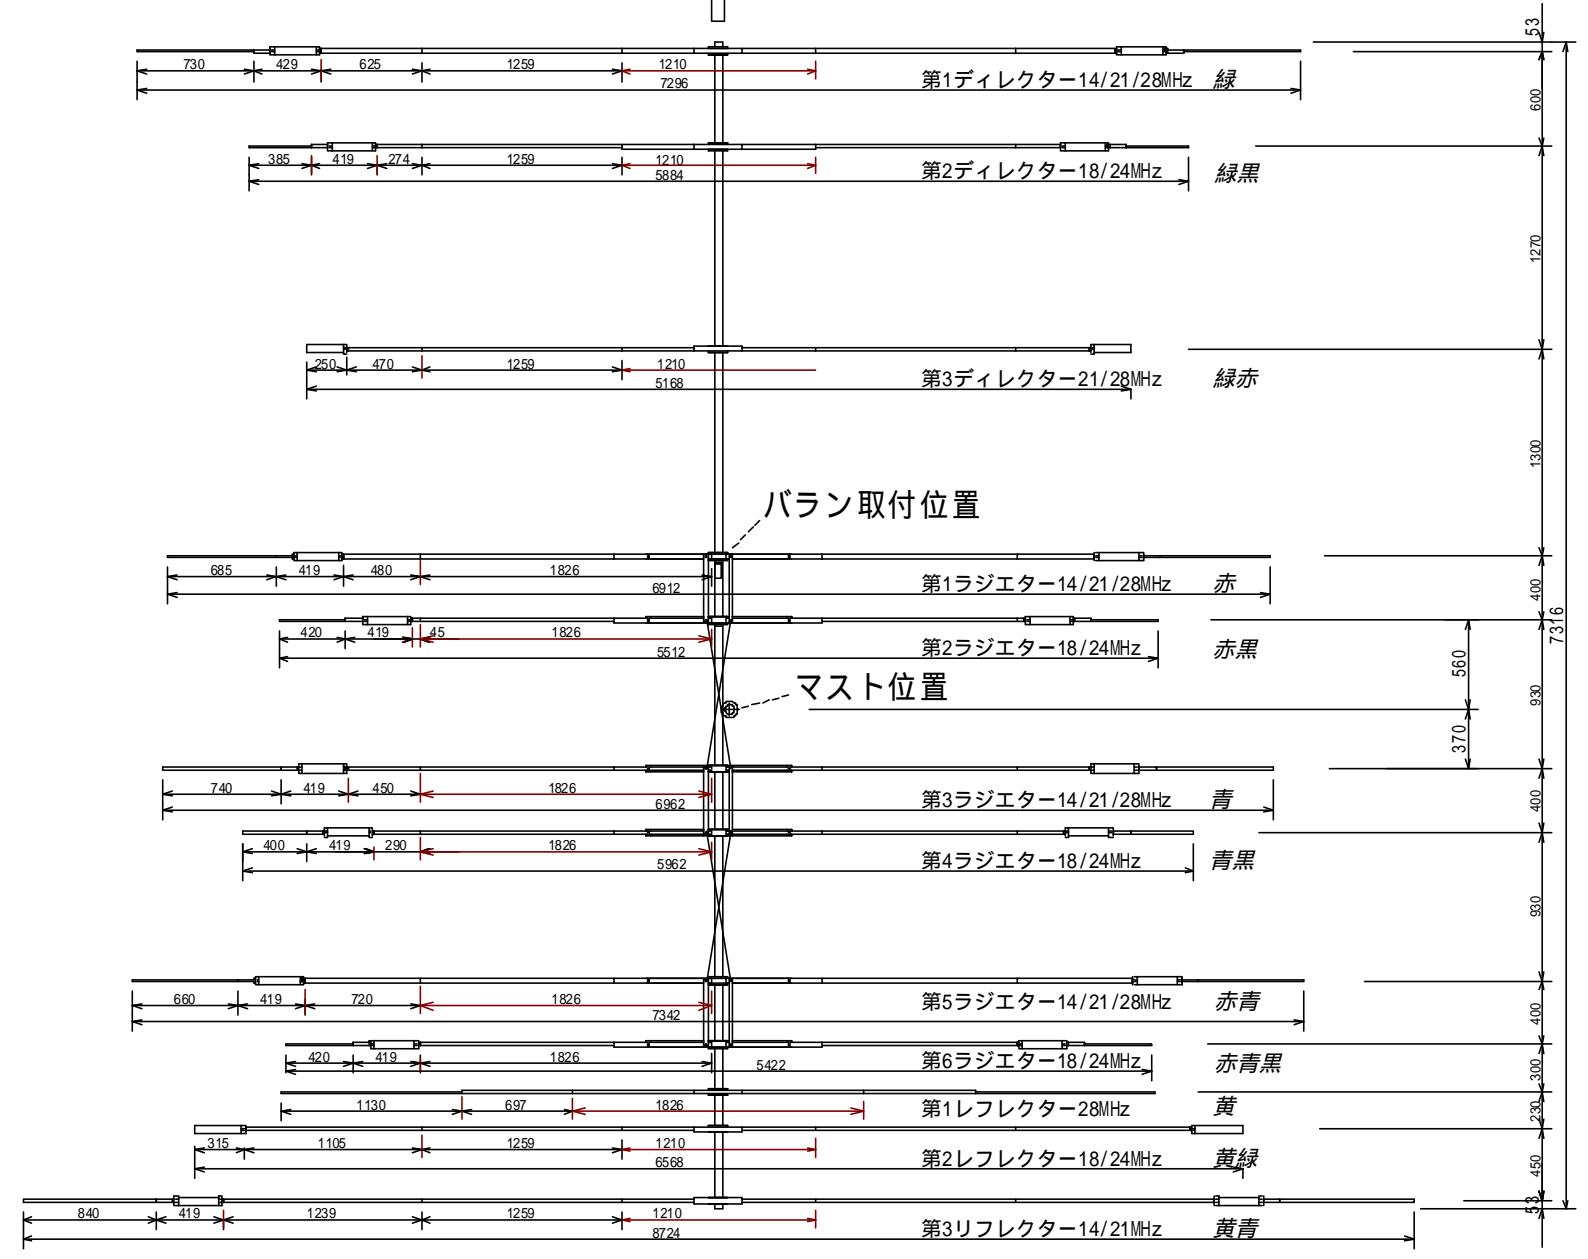 53
730 429 625 1259 1210
7296
第1ディレクター14/21/28MHz 緑
600
385 419 274 1259 1210
5884
第2ディレクター18/24MHz 緑黒
1270
250 470 1259 1210
5168
第3ディレクター21/28MHz 緑赤
1300
バラン取付位置
685 419 480 1826
6912
第1ラジエター14/21/28MHz 赤
400
7316
420 419 45 1826
5512
第2ラジエター18/24MHz 赤黒
560
マスト位置
930
370
740 419 450 1826
6962
第3ラジエター14/21/28MHz 青
400
400 419 290 1826
5962
第4ラジエター18/24MHz 青黒
930
660 419 720 1826
7342
第5ラジエター14/21/28MHz 赤青
400
420 419 1826
5422
第6ラジエター18/24MHz 赤青黒
300
1130 697 1826
第1レフレクター28MHz 黄
230
315 1105 1259 1210
6568
第2レフレクター18/24MHz 黄緑
450
53
840 419 1239 1259 1210
8724
第3リフレクター14/21MHz 黄青